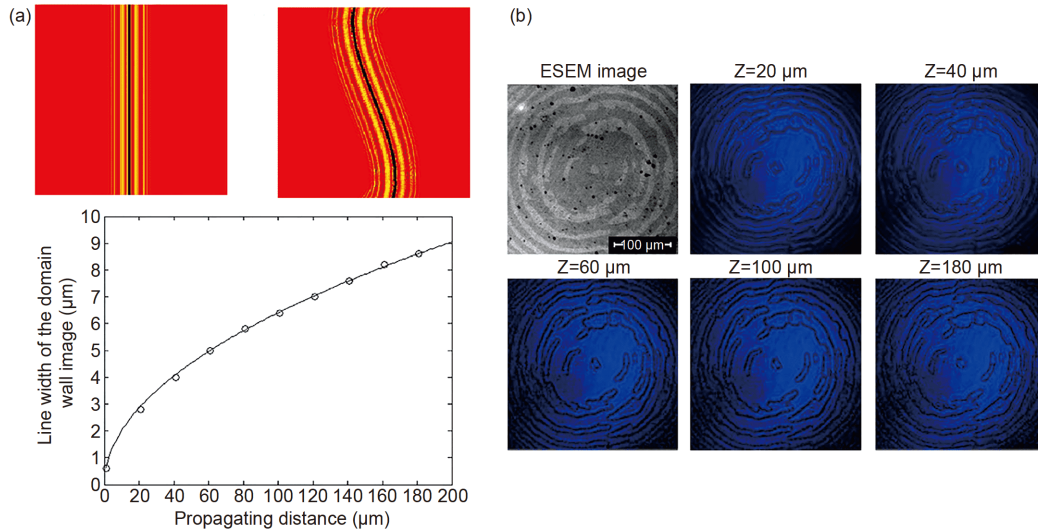 (a)
10
9
8
7
6
5
4
3
2
1
0
0 20 40 60 80 100 120 140 160 180 200
Line width of the domain
wall image (μm)
Propagating distance (μm)
(b)
ESEM image
Z=20 μm
Z=40 μm
100 μm
Z=60 μm
Z=100 μm
Z=180 μm